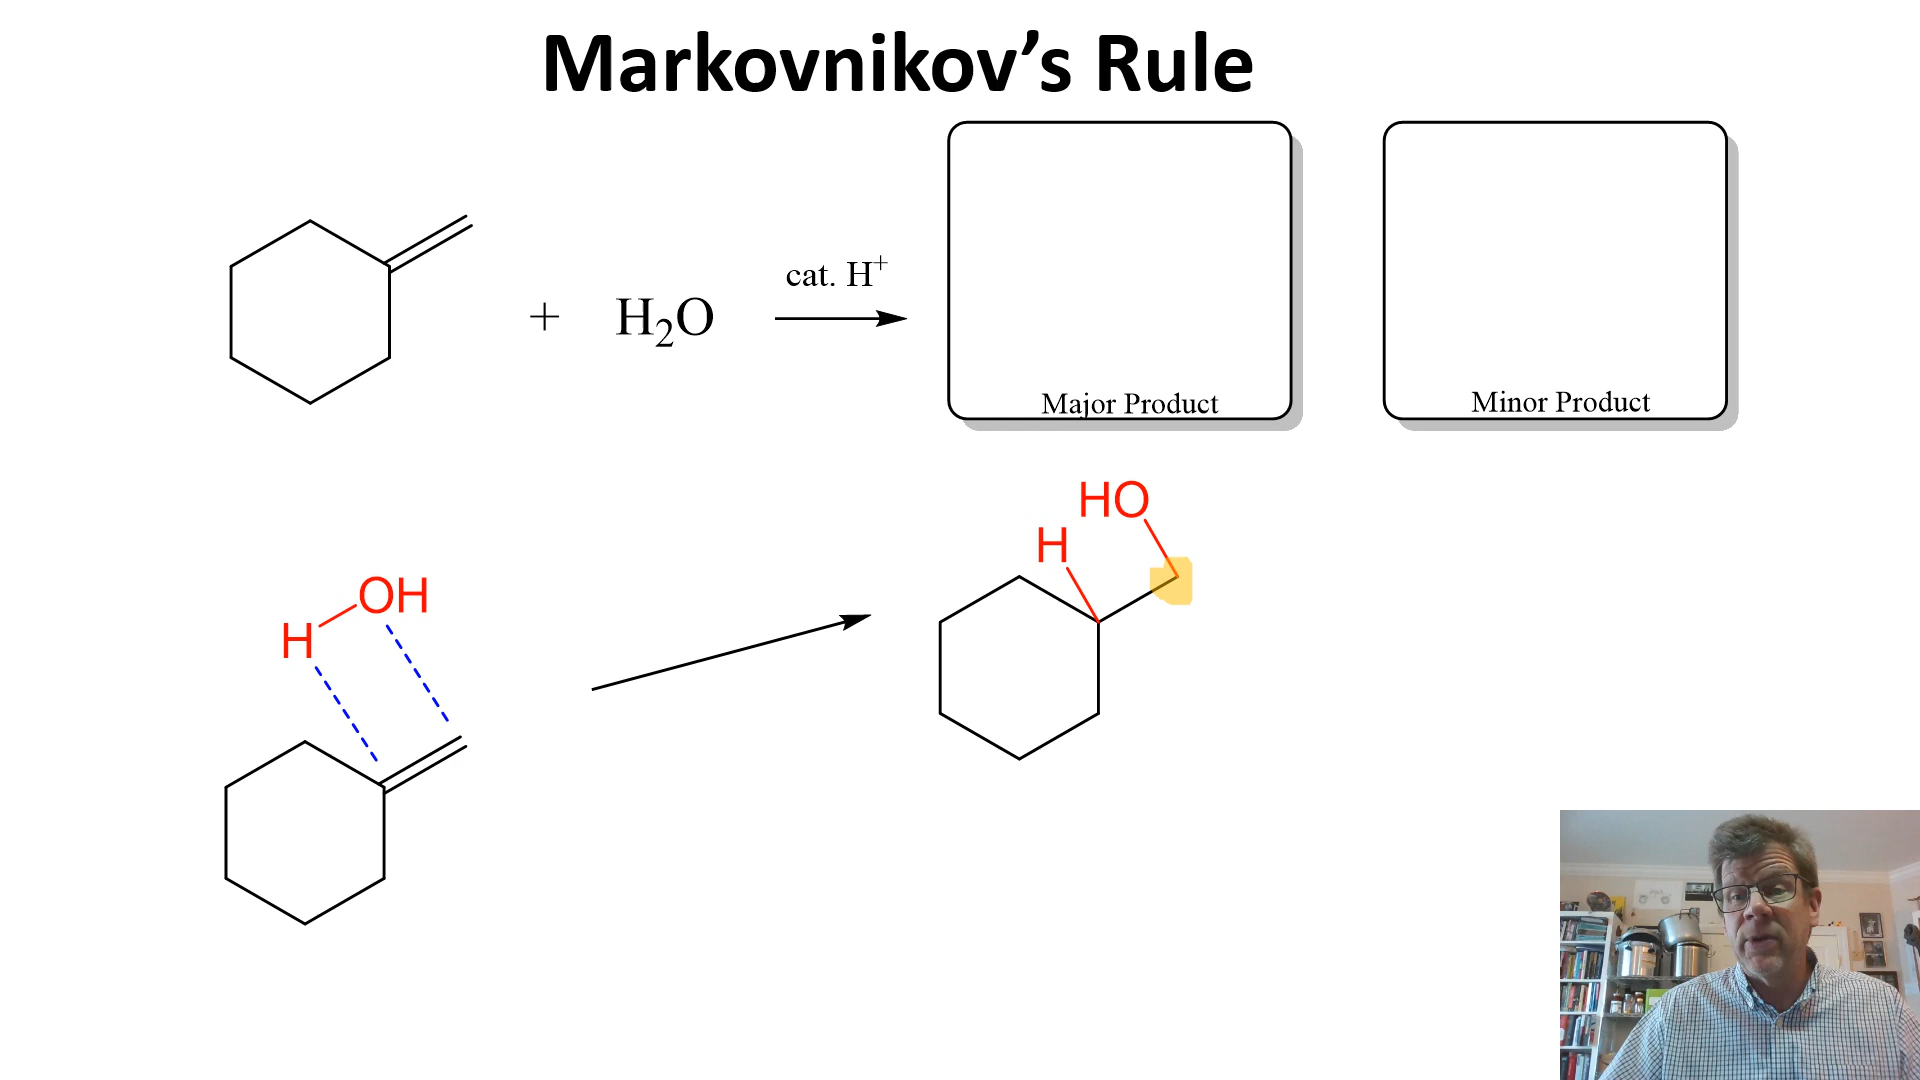 Markovnikov’s Rule
+ H₂O
cat. H⁺
Major Product
Minor Product
HO
H
OH
H